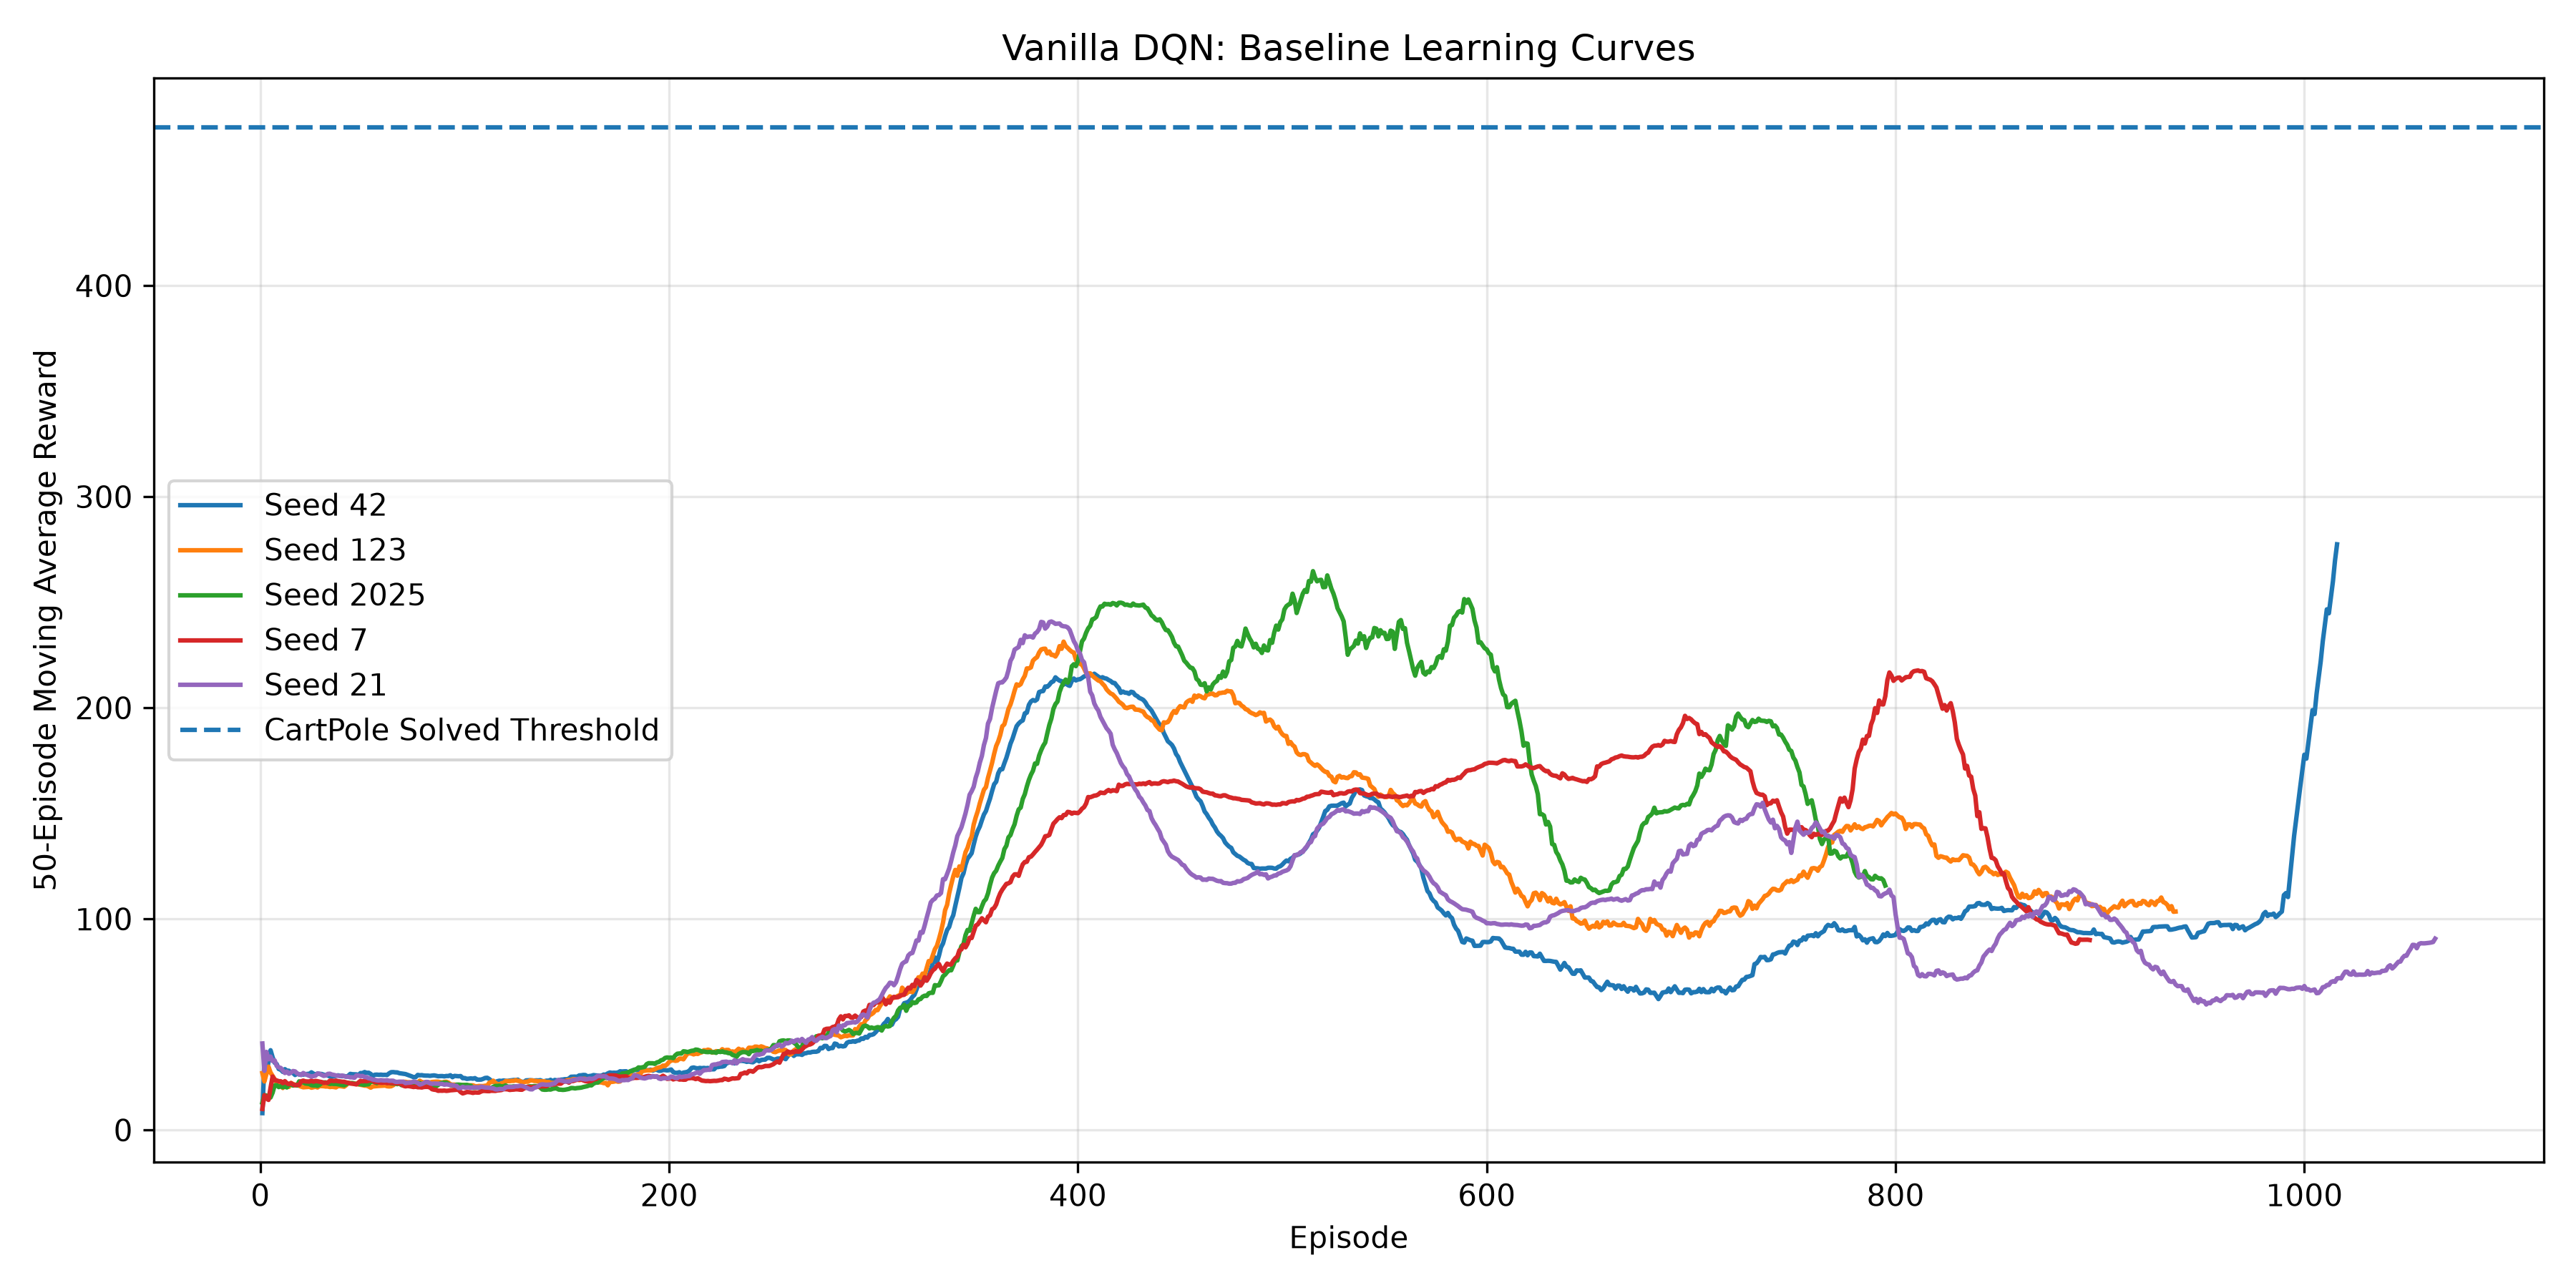 Vanilla DQN: Baseline Learning Curves
50-Episode Moving Average Reward
400
300
200
100
0
Seed 42
Seed 123
Seed 2025
Seed 7
Seed 21
CartPole Solved Threshold
0 200 400 600 800 1000
Episode